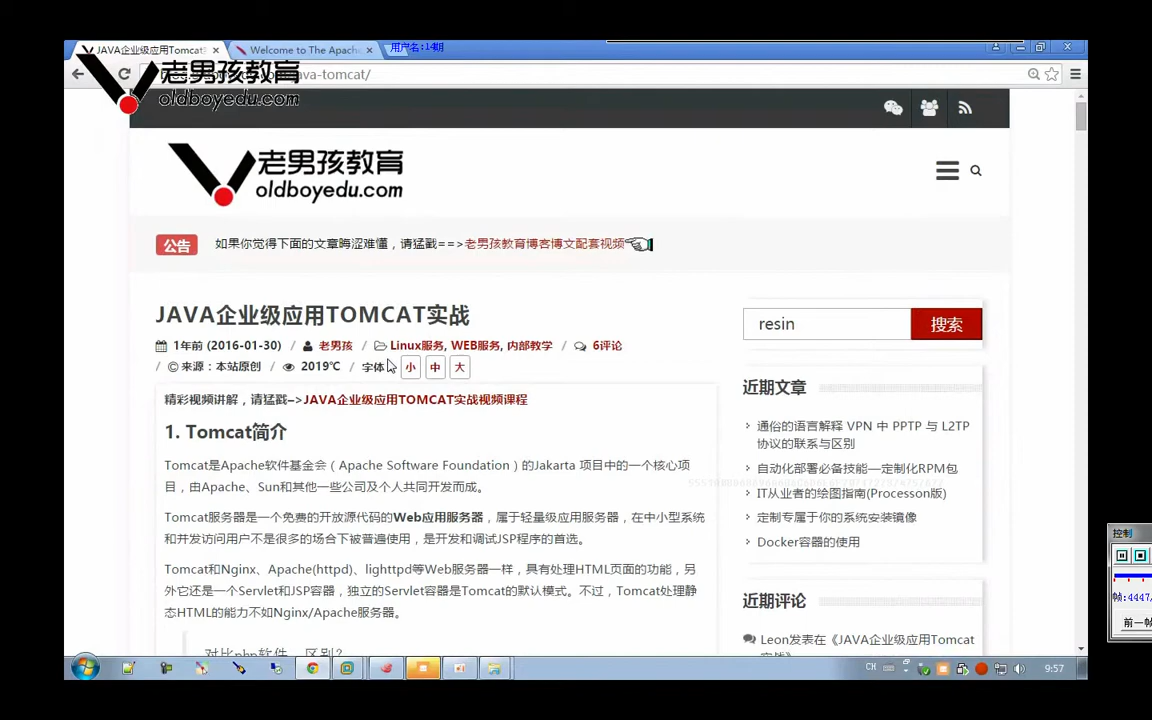 JAVA企业级应用Tomcat
Welcome to The Apach
用户名:14期
老男孩教育
oldboyedu.com
java-tomcat/
老男孩教育
oldboyedu.com
公告
如果你觉得下面的文章晦涩难懂，请猛戳==>老男孩教育博客博文配套视频
JAVA企业级应用TOMCAT实战
resin
搜索
1年前 (2016-01-30) / 老男孩 / Linux服务, WEB服务, 内部教学 / 6评论
/ ©来源：本站原创 / 2019℃ / 字体 小 中 大
精彩视频讲解，请猛戳–>JAVA企业级应用TOMCAT实战视频课程
1. Tomcat简介
Tomcat是Apache软件基金会（Apache Software Foundation）的Jakarta 项目中的一个核心项
目，由Apache、Sun和其他一些公司及个人共同开发而成。
Tomcat服务器是一个免费的开放源代码的Web应用服务器，属于轻量级应用服务器，在中小型系统
和并发访问用户不是很多的场合下被普遍使用，是开发和调试JSP程序的首选。
Tomcat和Nginx、Apache(httpd)、lighttpd等Web服务器一样，具有处理HTML页面的功能，另
外它还是一个Servlet和JSP容器，独立的Servlet容器是Tomcat的默认模式。不过，Tomcat处理静
态HTML的能力不如Nginx/Apache服务器。
对比php软件，区别?
近期文章
通俗的语言解释 VPN 中 PPTP 与 L2TP
协议的联系与区别
自动化部署必备技能—定制化RPM包
IT从业者的绘图指南(Processon版)
定制专属于你的系统安装镜像
Docker容器的使用
近期评论
Leon发表在《JAVA企业级应用Tomcat
实战》
控制
帧:4447/
前一帧
CH
9:57